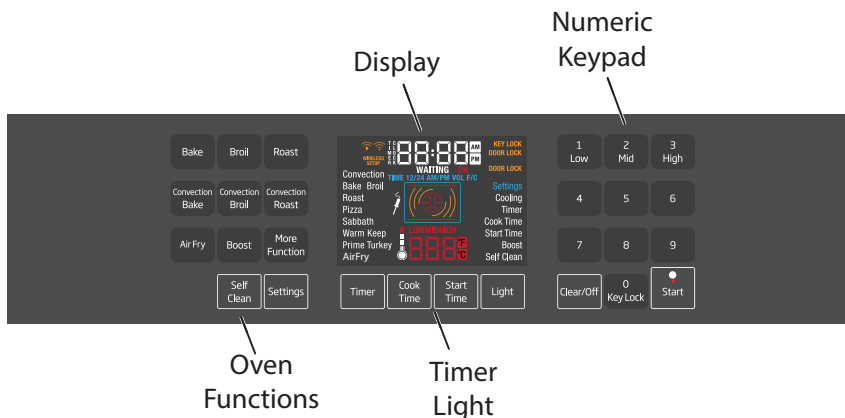 Numeric
Keypad
Display
Bake
Broil
Roast
Convection
Bake
Convection
Broil
Convection
Roast
Air Fry
Boost
More
Function
Self
Clean
Settings
WIRELESS
SETUP
TIMER
CLOCK
88:88
AM
PM
KEY LOCK
DOOR LOCK
WAITING
ON
DOOR LOCK
TIME 12/24 AM/PM VOL F/C
Convection
Bake Broil
Roast
Pizza
Sabbath
Warm Keep
Prime Turkey
AirFry
LOWMIDHIGH
888
°F
°C
Settings
Cooling
Timer
Cook Time
Start Time
Boost
Self Clean
Timer
Cook
Time
Start
Time
Light
1
Low
2
Mid
3
High
4
5
6
7
8
9
Clear/Off
0
Key Lock
Start
Oven
Functions
Timer
Light